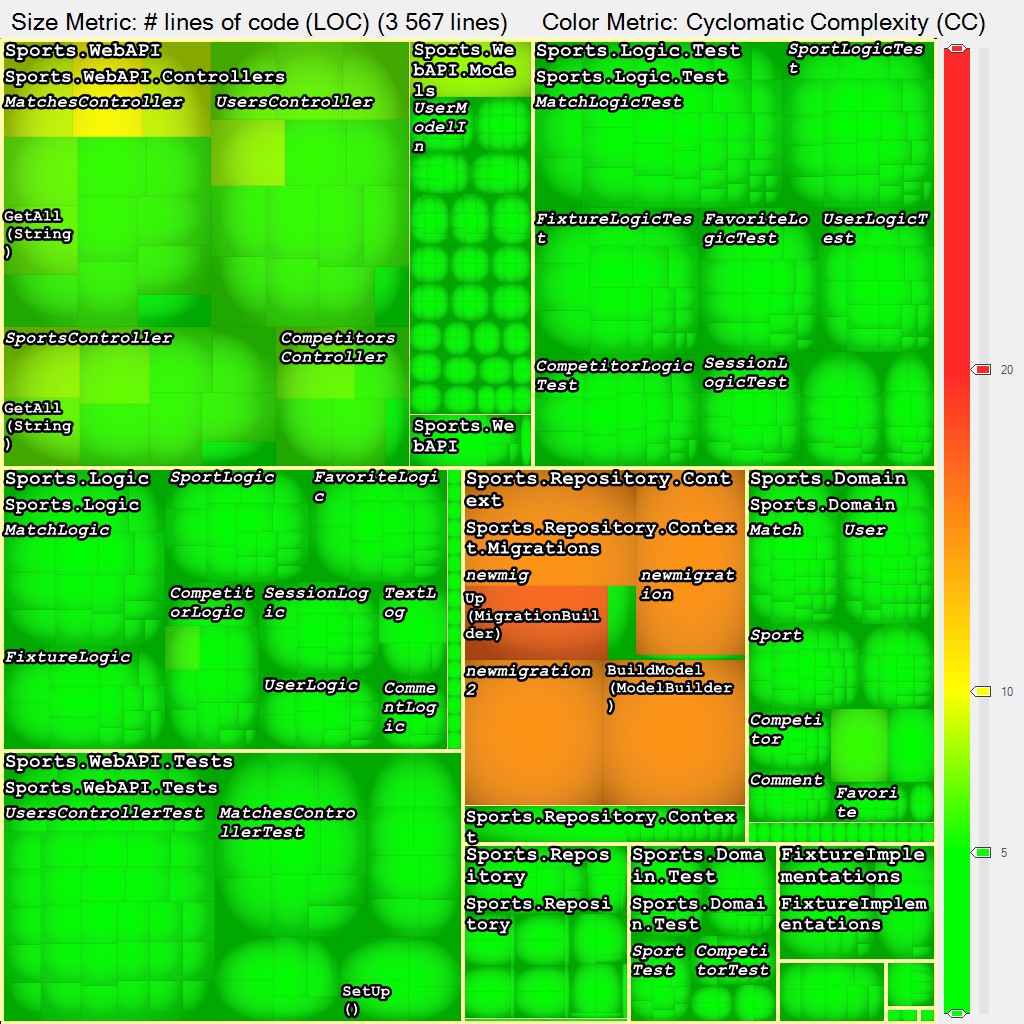 Size Metric: # lines of code (LOC) (3 567 lines)
Color Metric: Cyclomatic Complexity (CC)
Sports.WebAPI
Sports.WebAPI.Controllers
MatchesController
UsersController
GetAll
(String
)
SportsController
Competitors
Controller
GetAll
(String
)
Sports.We
bAPI.Mode
ls
UserM
odelI
n
Sports.We
bAPI
Sports.Logic.Test
Sports.Logic.Test
MatchLogicTest
SportLogicTes
t
FixtureLogicTes
t
FavoriteLo
gicTest
UserLogicT
est
CompetitorLogic
Test
SessionL
ogicTest
Sports.Logic
Sports.Logic
MatchLogic
SportLogic
FavoriteLogi
c
Competit
orLogic
SessionLog
ic
TextL
og
FixtureLogic
UserLogic
Comme
ntLog
ic
Sports.Repository.Cont
ext
Sports.Repository.Contex
t.Migrations
newmig
newmigrat
ion
Up
(MigrationBuil
der)
newmigration
2
BuildModel
(ModelBuilder
)
Sports.Repository.Contex
t
Sports.Domain
Sports.Domain
Match
User
Sport
Competi
tor
Comment
Favori
te
Sports.WebAPI.Tests
Sports.WebAPI.Tests
UsersControllerTest
MatchesContro
llerTest
SetUp
()
Sports.Repos
itory
Sports.Reposi
tory
Sports.Doma
in.Test
Sports.Domai
n.Test
Sport
Test
Competi
torTest
FixtureImple
mentations
FixtureImplem
entations
20
10
5